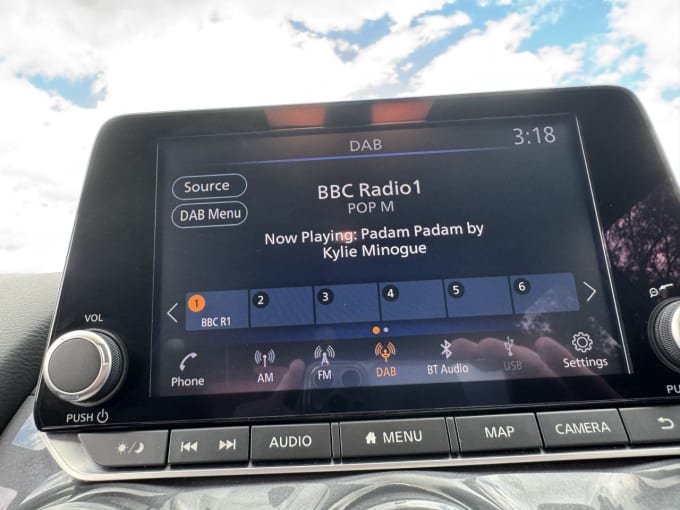 DAB
3:18
Source
BBC Radio1
POP M
DAB Menu
Now Playing: Padam Padam by
Kylie Minogue
1
2
3
4
5
6
BBC R1
VOL
PUSH
Phone
AM
FM
DAB
BT Audio
USB
Settings
AUDIO
MENU
MAP
CAMERA